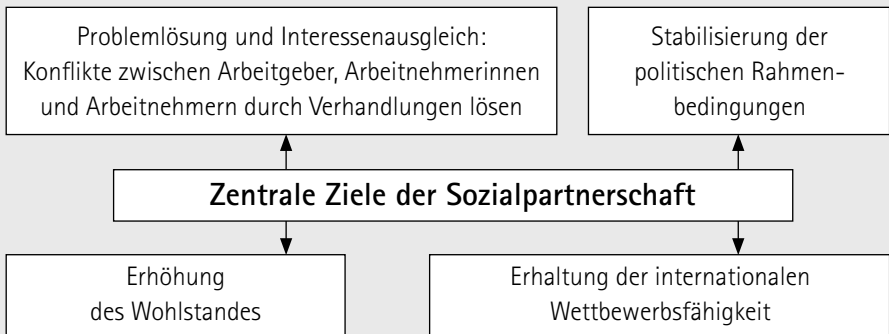 Problemlösung und Interessenausgleich:
Konflikte zwischen Arbeitgeber, Arbeitnehmerinnen
und Arbeitnehmern durch Verhandlungen lösen
Stabilisierung der
politischen Rahmen-
bedingungen
Zentrale Ziele der Sozialpartnerschaft
Erhöhung
des Wohlstandes
Erhaltung der internationalen
Wettbewerbsfähigkeit